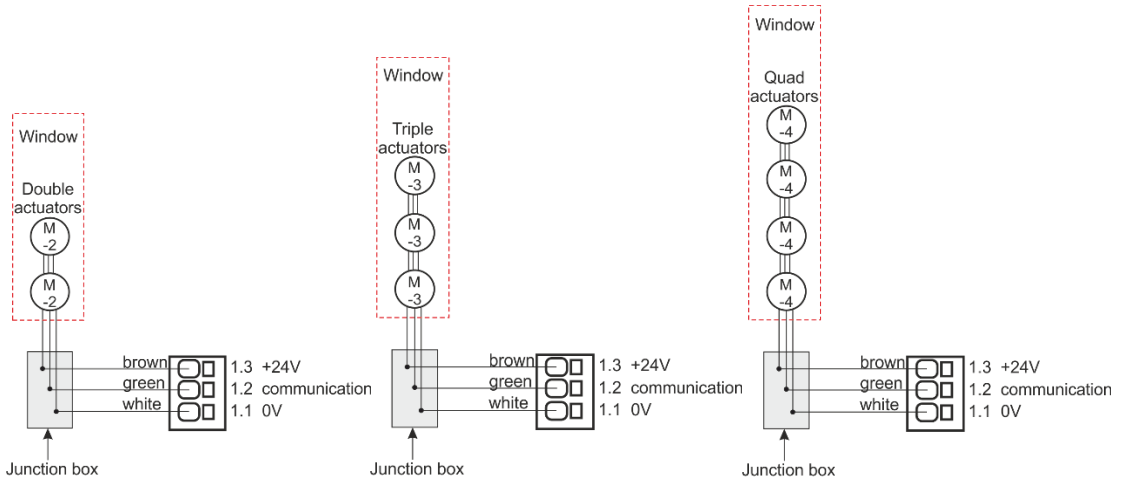 Window
Double
actuators
M
-2
M
-2
brown 1.3 +24V
green 1.2 communication
white 1.1 0V
Junction box
Window
Triple
actuators
M
-3
M
-3
M
-3
brown 1.3 +24V
green 1.2 communication
white 1.1 0V
Junction box
Window
Quad
actuators
M
-4
M
-4
M
-4
M
-4
brown 1.3 +24V
green 1.2 communication
white 1.1 0V
Junction box